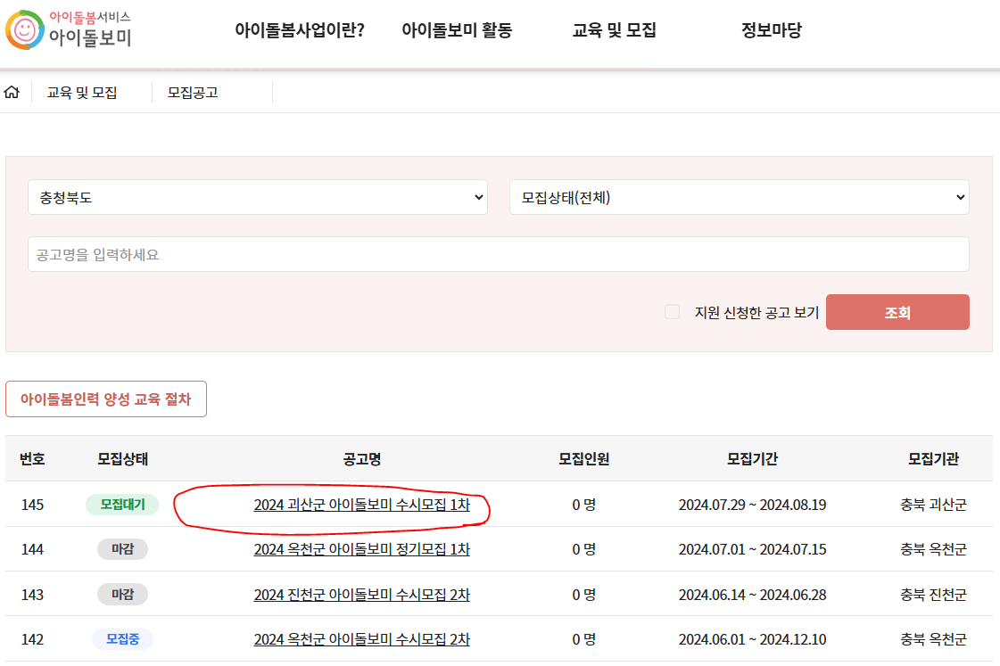 아이돌봄서비스
아이돌보미
아이돌봄사업이란? 아이돌보미 활동 교육 및 모집 정보마당
교육 및 모집 모집공고
충청북도 모집상태(전체)
공고명을 입력하세요
지원 신청한 공고 보기 조회
아이돌봄인력 양성 교육 절차
번호 모집상태 공고명 모집인원 모집기간 모집기관
145 모집대기 2024 괴산군 아이돌보미 수시모집 1차 0 명 2024.07.29 ~ 2024.08.19 충북 괴산군
144 마감 2024 옥천군 아이돌보미 정기모집 1차 0 명 2024.07.01 ~ 2024.07.15 충북 옥천군
143 마감 2024 진천군 아이돌보미 수시모집 2차 0 명 2024.06.14 ~ 2024.06.28 충북 진천군
142 모집중 2024 옥천군 아이돌보미 수시모집 2차 0 명 2024.06.01 ~ 2024.12.10 충북 옥천군